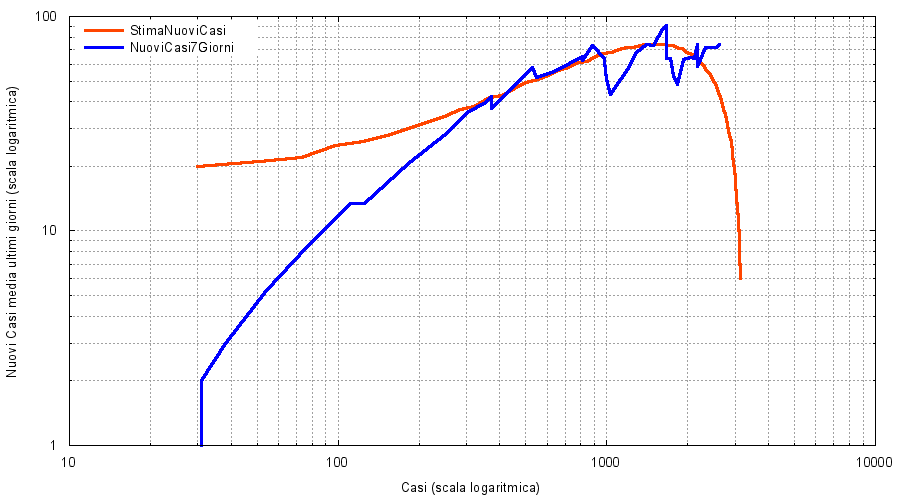 100
StimaNuoviCasi
NuoviCasi7Giorni
Nuovi Casi media ultimi giorni (scala logaritmica)
10
1
10
100
1000
10000
Casi (scala logaritmica)